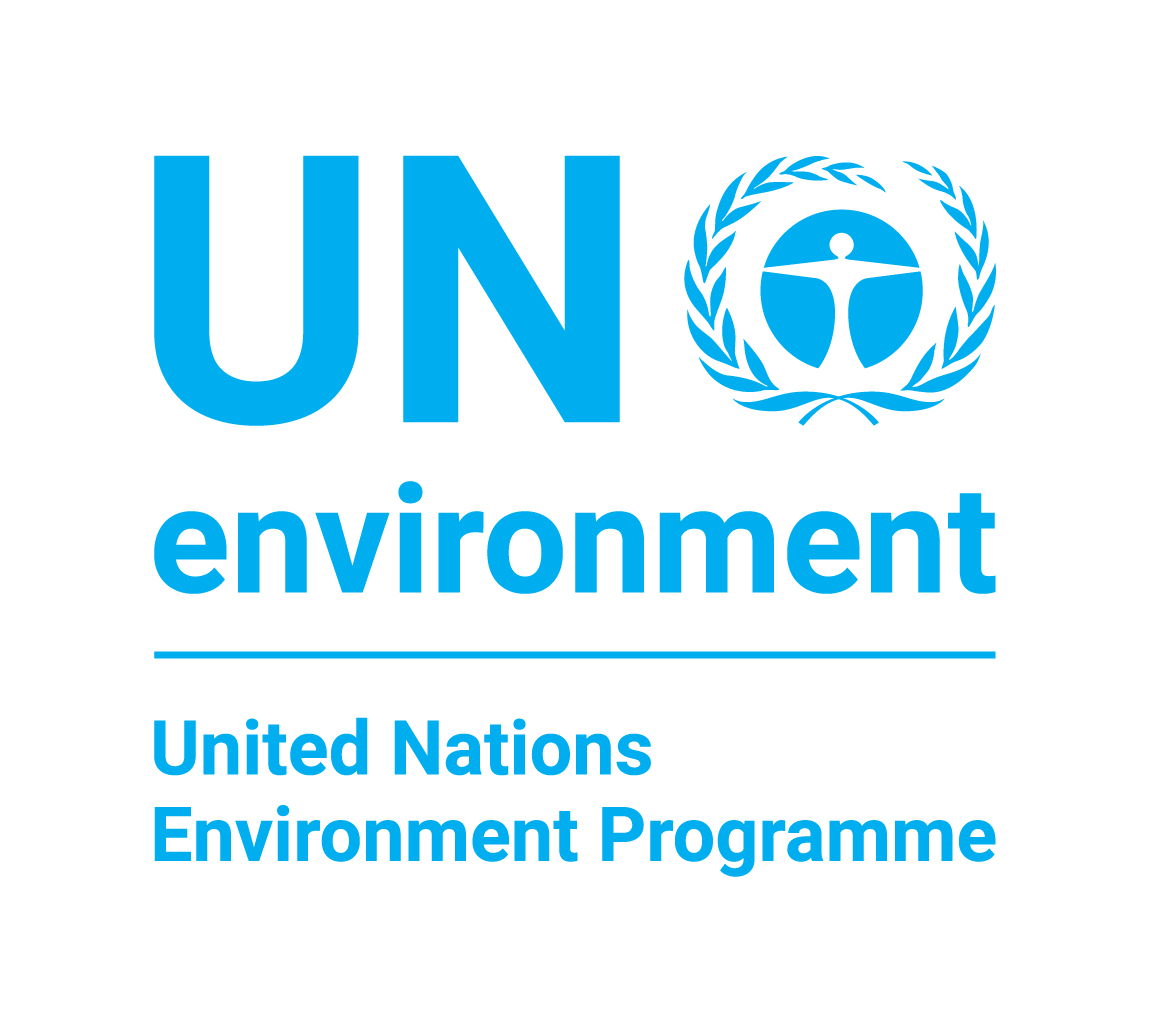 UN
environment
United Nations
Environment Programme